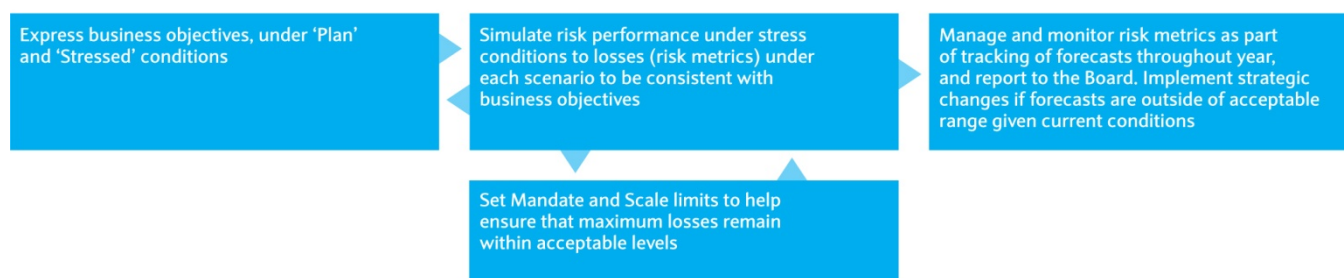 Express business objectives, under ‘Plan’
and ‘Stressed’ conditions
Simulate risk performance under stress
conditions to losses (risk metrics) under
each scenario to be consistent with
business objectives
Manage and monitor risk metrics as part
of tracking of forecasts throughout year,
and report to the Board. Implement strategic
changes if forecasts are outside of acceptable
range given current conditions
Set Mandate and Scale limits to help
ensure that maximum losses remain
within acceptable levels